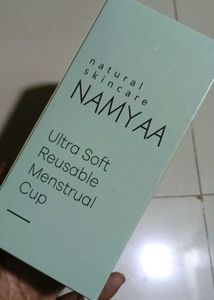 natural
skincare
NAMYAA
Ultra Soft
Reusable
Menstrual
Cup